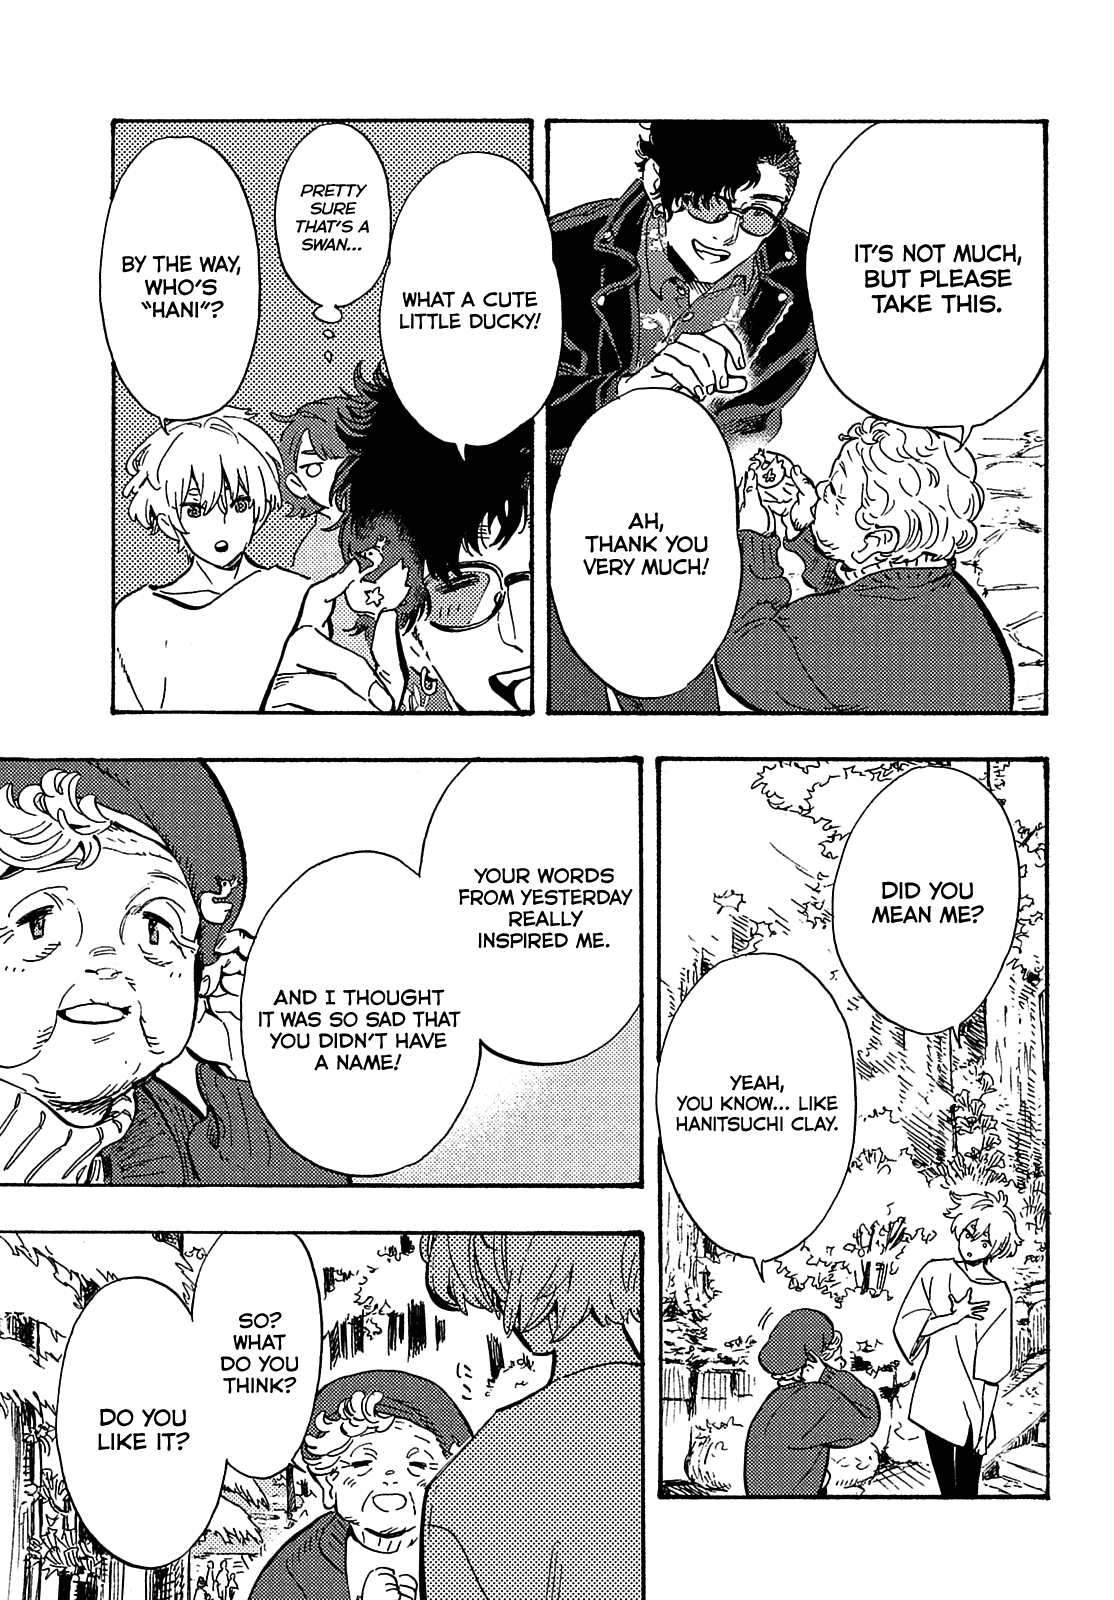 IT'S NOT MUCH,
BUT PLEASE
TAKE THIS.
AH,
THANK YOU
VERY MUCH!
WHAT A CUTE
LITTLE DUCKY!
PRETTY
SURE
THAT'S A
SWAN...
BY THE WAY,
WHO'S
"HANI"?
DID YOU
MEAN ME?
YEAH,
YOU KNOW... LIKE
HANITSUCHI CLAY.
YOUR WORDS
FROM YESTERDAY
REALLY
INSPIRED ME.
AND I THOUGHT
IT WAS SO SAD THAT
YOU DIDN'T HAVE
A NAME!
SO?
WHAT
DO YOU
THINK?
DO YOU
LIKE IT?